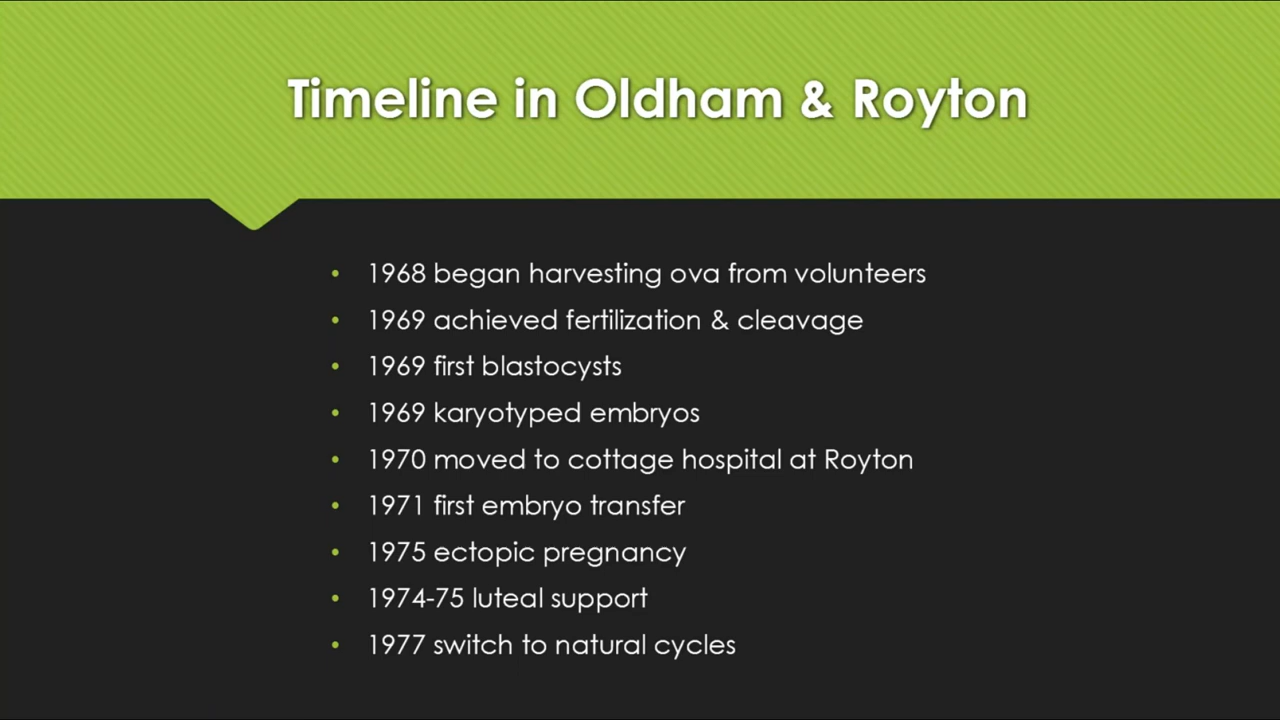 Timeline in Oldham & Royton
• 1968 began harvesting ova from volunteers
• 1969 achieved fertilization & cleavage
• 1969 first blastocysts
• 1969 karyotyped embryos
• 1970 moved to cottage hospital at Royton
• 1971 first embryo transfer
• 1975 ectopic pregnancy
• 1974-75 luteal support
• 1977 switch to natural cycles